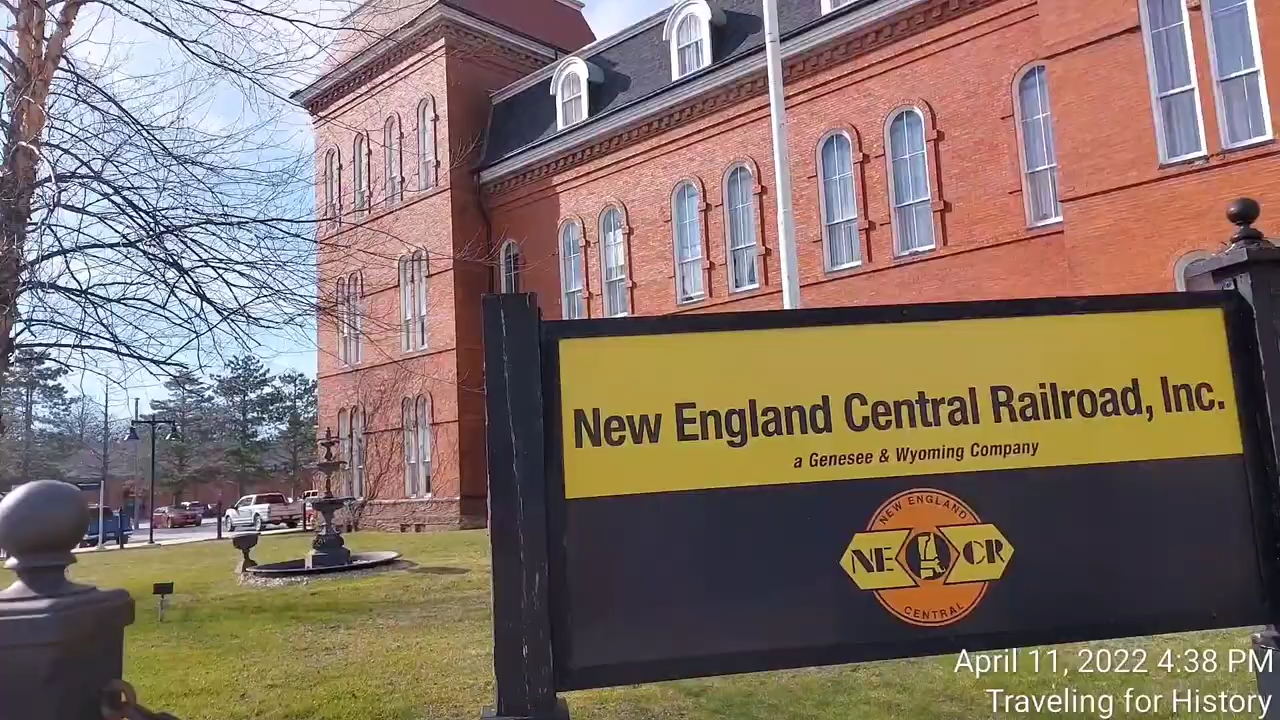 New England Central Railroad, Inc.
a Genesee & Wyoming Company
NEW ENGLAND
NE CR
CENTRAL
April 11, 2022 4:38 PM
Traveling for History